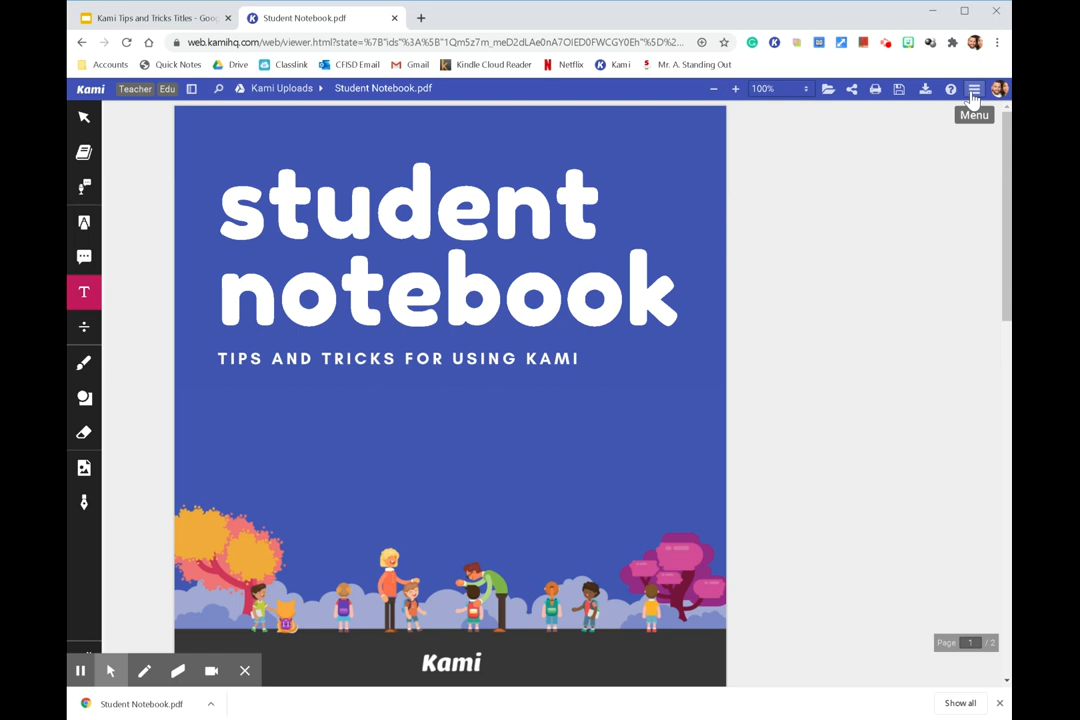 Kami Tips and Tricks Titles - Goo
Student Notebook.pdf
web.kamihq.com/web/viewer.html?state=%7B"ids"%3A%5B"1Qm5z7m_meD2dLAe0nA7OIED0FWCGY0Eh"%5D%2...
Accounts
Quick Notes
Drive
Classlink
CFISD Email
Gmail
Kindle Cloud Reader
Netflix
Kami
Mr. A. Standing Out
Kami
Teacher
Edu
Kami Uploads
Student Notebook.pdf
100%
Menu
student
notebook
TIPS AND TRICKS FOR USING KAMI
Kami
Page 1 / 2
Student Notebook.pdf
Show all